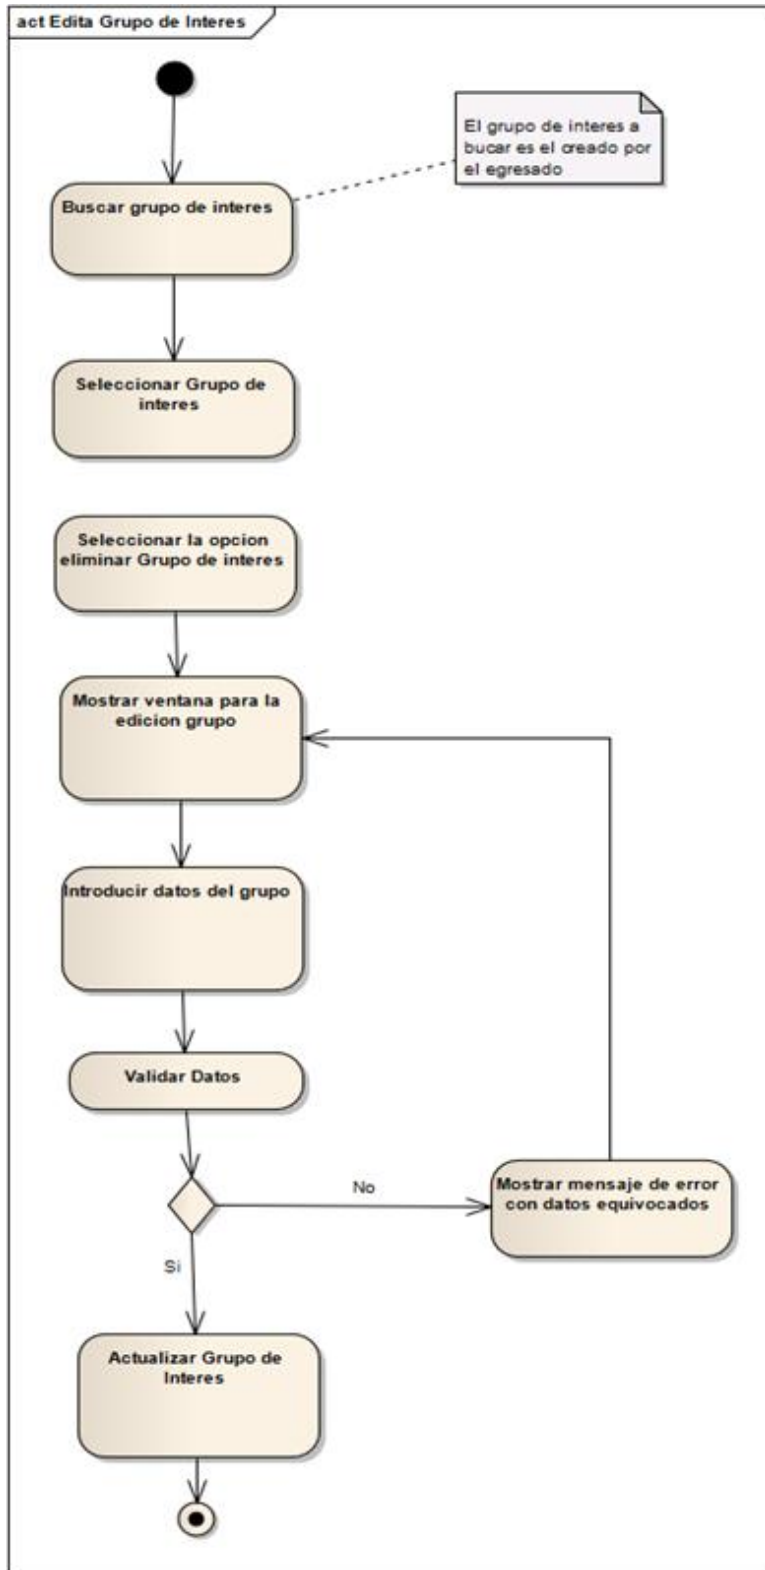 act Edita Grupo de Interes
El grupo de interes a
bucar es el creado por
el egresado
Buscar grupo de interes
Seleccionar Grupo de
interes
Seleccionar la opcion
eliminar Grupo de interes
Mostrar ventana para la
edicion grupo
Introducir datos del grupo
Validar Datos
No
Mostrar mensaje de error
con datos equivocados
Si
Actualizar Grupo de
Interes